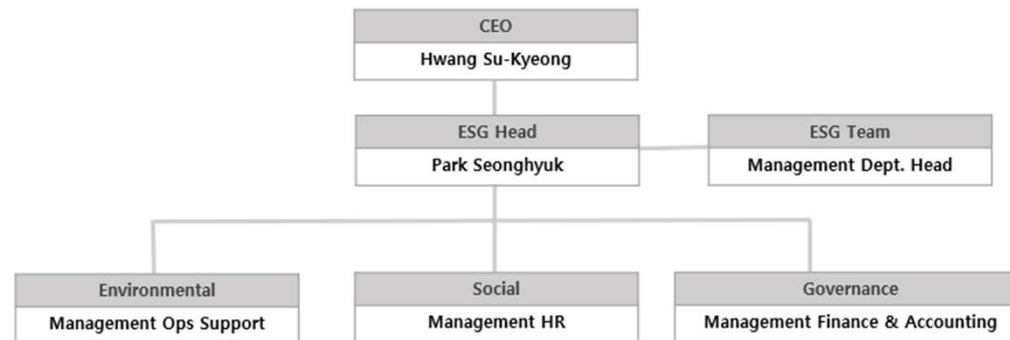 CEO
Hwang Su-Kyeong
ESG Head
Park Seonghyuk
ESG Team
Management Dept. Head
Environmental
Management Ops Support
Social
Management HR
Governance
Management Finance & Accounting